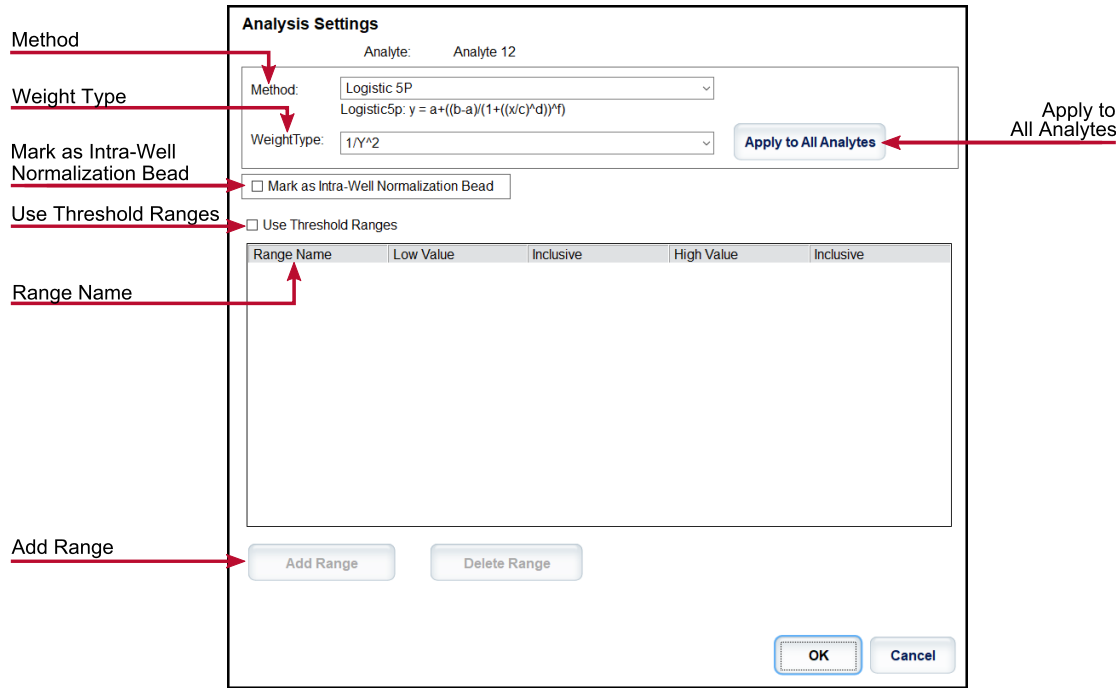 Analysis Settings
Analyte: Analyte 12
Method
Method: Logistic 5P
Logistic5p: y = a+((b-a)/(1+((x/c)^d))^f)
Weight Type
WeightType: 1/Y^2
Apply to All Analytes
Apply to
All Analytes
Mark as Intra-Well
Normalization Bead
Mark as Intra-Well Normalization Bead
Use Threshold Ranges
Use Threshold Ranges
Range Name Low Value Inclusive High Value Inclusive
Range Name
Add Range
Add Range Delete Range
OK Cancel